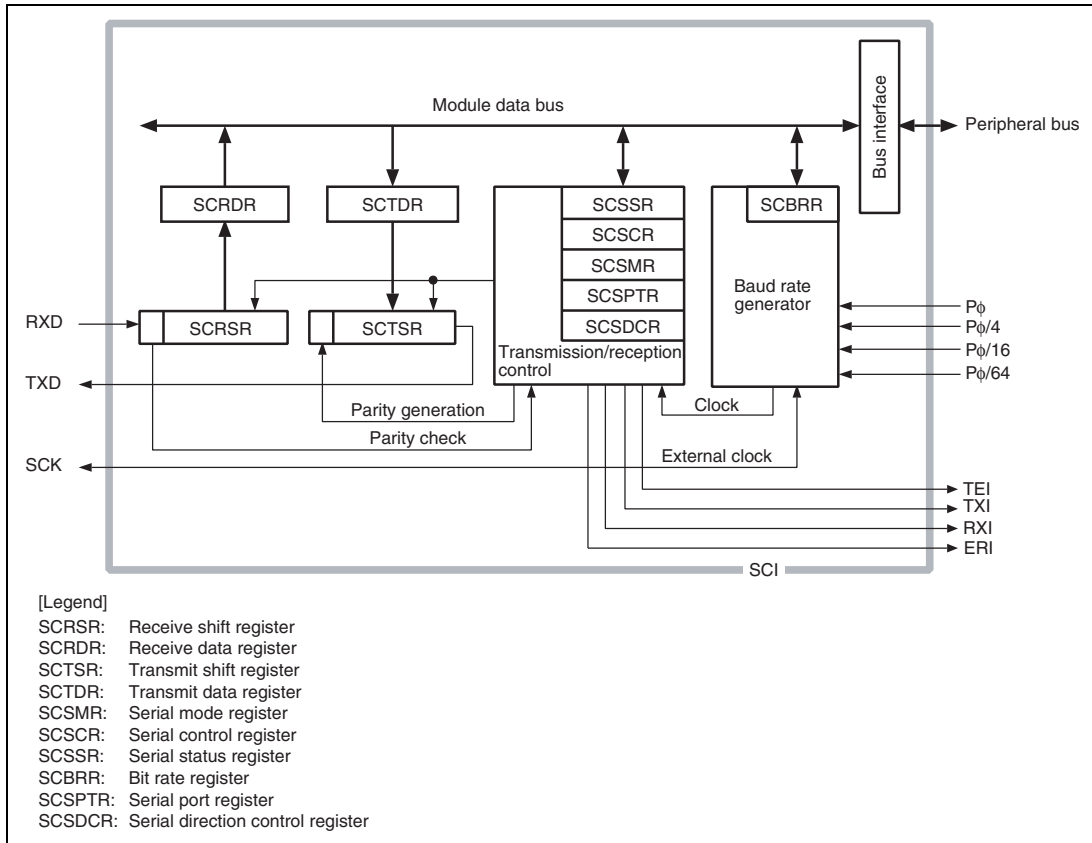 Module data bus
Bus interface
Peripheral bus
SCRDR
SCTDR
SCSSR
SCBRR
SCSCR
SCSMR
Baud rate
generator
SCSPTR
RXD
SCRSR
SCTSR
SCSDCR
Transmission/reception
control
Pϕ
Pϕ/4
Pϕ/16
Pϕ/64
TXD
Parity generation
Clock
Parity check
SCK
External clock
TEI
TXI
RXI
ERI
SCI
[Legend]
SCRSR: Receive shift register
SCRDR: Receive data register
SCTSR: Transmit shift register
SCTDR: Transmit data register
SCSMR: Serial mode register
SCSCR: Serial control register
SCSSR: Serial status register
SCBRR: Bit rate register
SCSPTR: Serial port register
SCSDCR: Serial direction control register